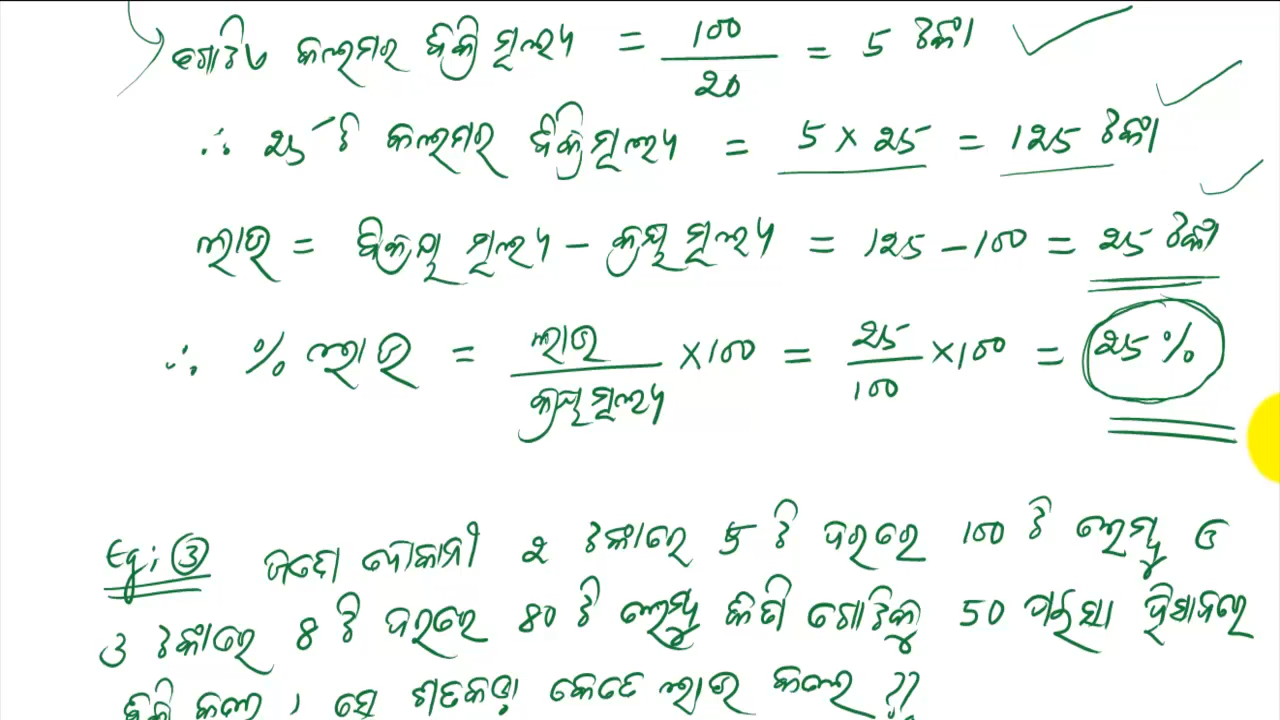 ଗୋଟିଏ କଲମର ବିକ୍ରି ମୂଲ୍ୟ = 100/20 = 5 ଟଙ୍କା
∴ 25 ଟି କଲମର ବିକ୍ରି ମୂଲ୍ୟ = 5 × 25 = 125 ଟଙ୍କା
ଲାଭ = ବିକ୍ରୟ ମୂଲ୍ୟ – କ୍ରୟ ମୂଲ୍ୟ = 125 – 100 = 25 ଟଙ୍କା
∴ % ଲାଭ = ଲାଭ/କ୍ରୟ ମୂଲ୍ୟ × 100 = 25/100 × 100 = 25 %
Eg: ③ ଜଣେ ଦୋକାନୀ 2 ଟଙ୍କାରେ 5 ଟି ଦରରେ 100 ଟି ଲେମ୍ବୁ ଓ
3 ଟଙ୍କାରେ 8 ଟି ଦରରେ 80 ଟି ଲେମ୍ବୁ କିଣି ଗୋଟିକୁ 50 ପଇସା ହିସାବରେ
ବିକ୍ରି କଲା । ସେ ଶତକଡ଼ା କେତେ ଲାଭ କଲେ ??